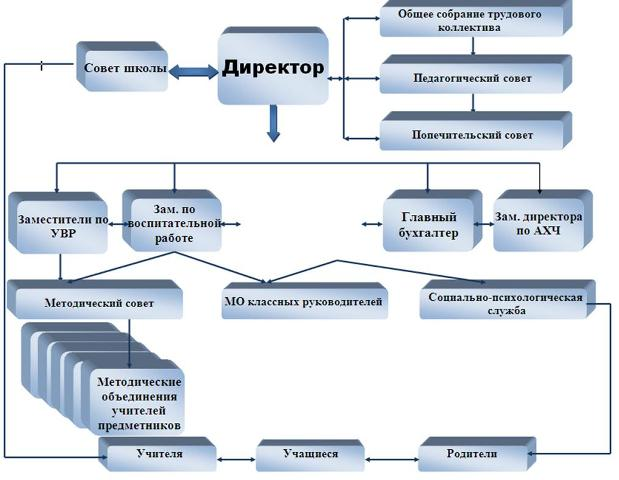 Общее собрание трудового
коллектива
Совет школы
Директор
Педагогический совет
Попечительский совет
Заместители по
УВР
Зам. по
воспитательной
работе
Главный
бухгалтер
Зам. директора
по АХЧ
Методический совет
МО классных руководителей
Социально-психологическая
служба
Методические
объединения
учителей
предметников
Учителя
Учащиеся
Родители